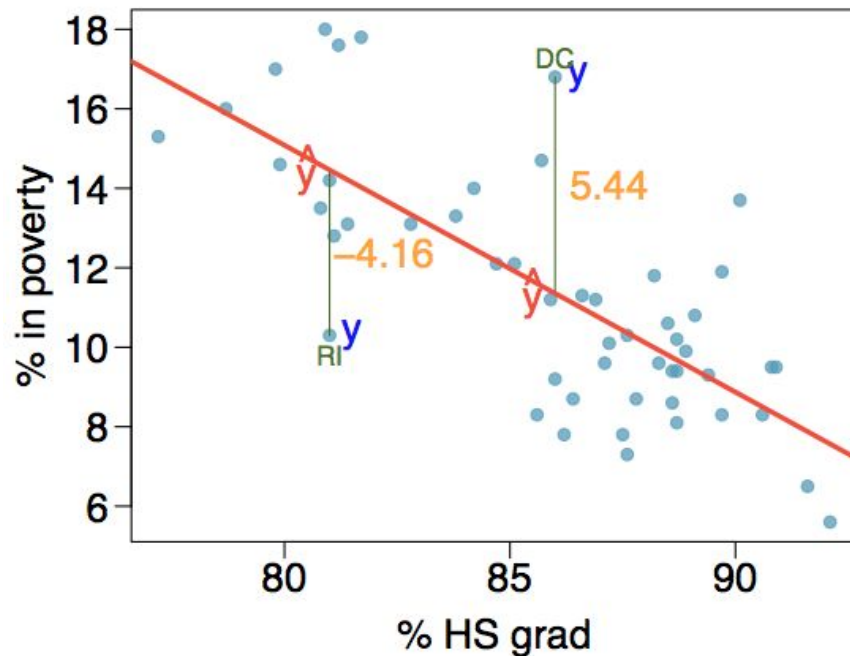 18
16
14
12
10
8
6
% in poverty
DC
y
ŷ
5.44
−4.16
ŷ
y
RI
80
85
90
% HS grad